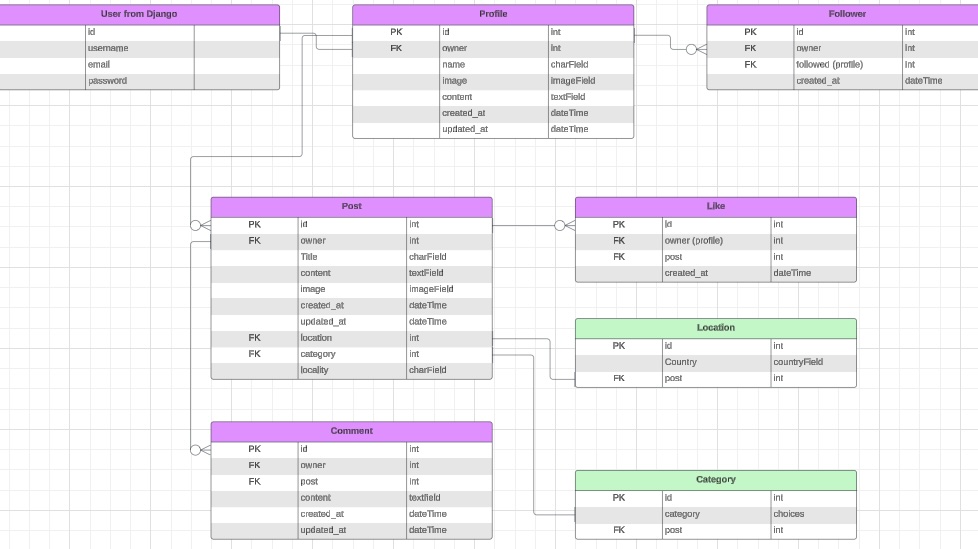 User from Django
id
username
email
password
Profile
PK id int
FK owner int
name charField
image imageField
content textField
created_at dateTime
updated_at dateTime
Follower
PK id int
FK owner int
FK followed (profile) int
created_at dateTime
Post
PK id int
FK owner int
Title charField
content textField
image imageField
created_at dateTime
updated_at dateTime
FK location int
FK category int
locality charField
Like
PK id int
FK owner (profile) int
FK post int
created_at dateTime
Location
PK id int
Country countryField
FK post int
Comment
PK id int
FK owner int
FK post int
content textfield
created_at dateTime
updated_at dateTime
Category
PK id int
category choices
FK post int